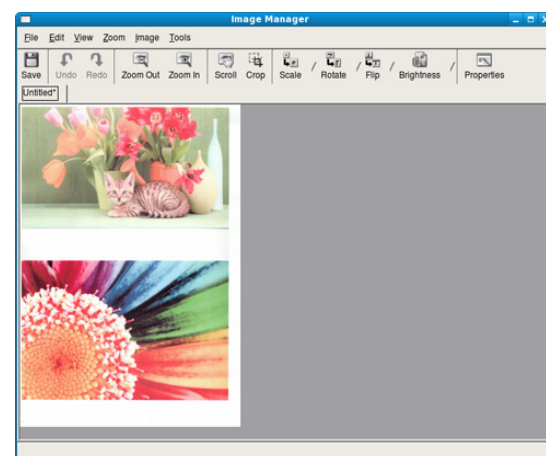 Image Manager
File Edit View Zoom Image Tools
Save Undo Redo Zoom Out Zoom In Scroll Crop Scale / Rotate / Flip / Brightness / Properties
Untitled*